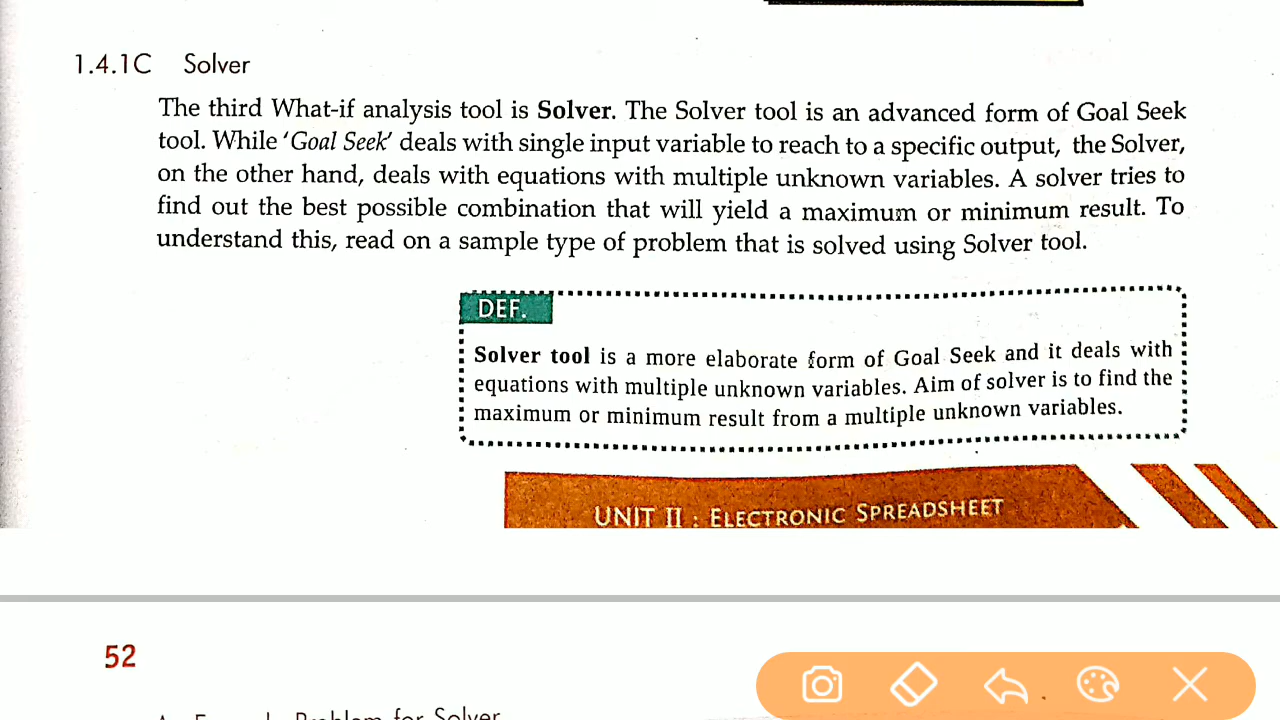 1.4.1C Solver
The third What-if analysis tool is Solver. The Solver tool is an advanced form of Goal Seek
tool. While ‘Goal Seek’ deals with single input variable to reach to a specific output, the Solver,
on the other hand, deals with equations with multiple unknown variables. A solver tries to
find out the best possible combination that will yield a maximum or minimum result. To
understand this, read on a sample type of problem that is solved using Solver tool.
DEF.
Solver tool is a more elaborate form of Goal Seek and it deals with
equations with multiple unknown variables. Aim of solver is to find the
maximum or minimum result from a multiple unknown variables.
UNIT II : ELECTRONIC SPREADSHEET
52
Problem for Solver